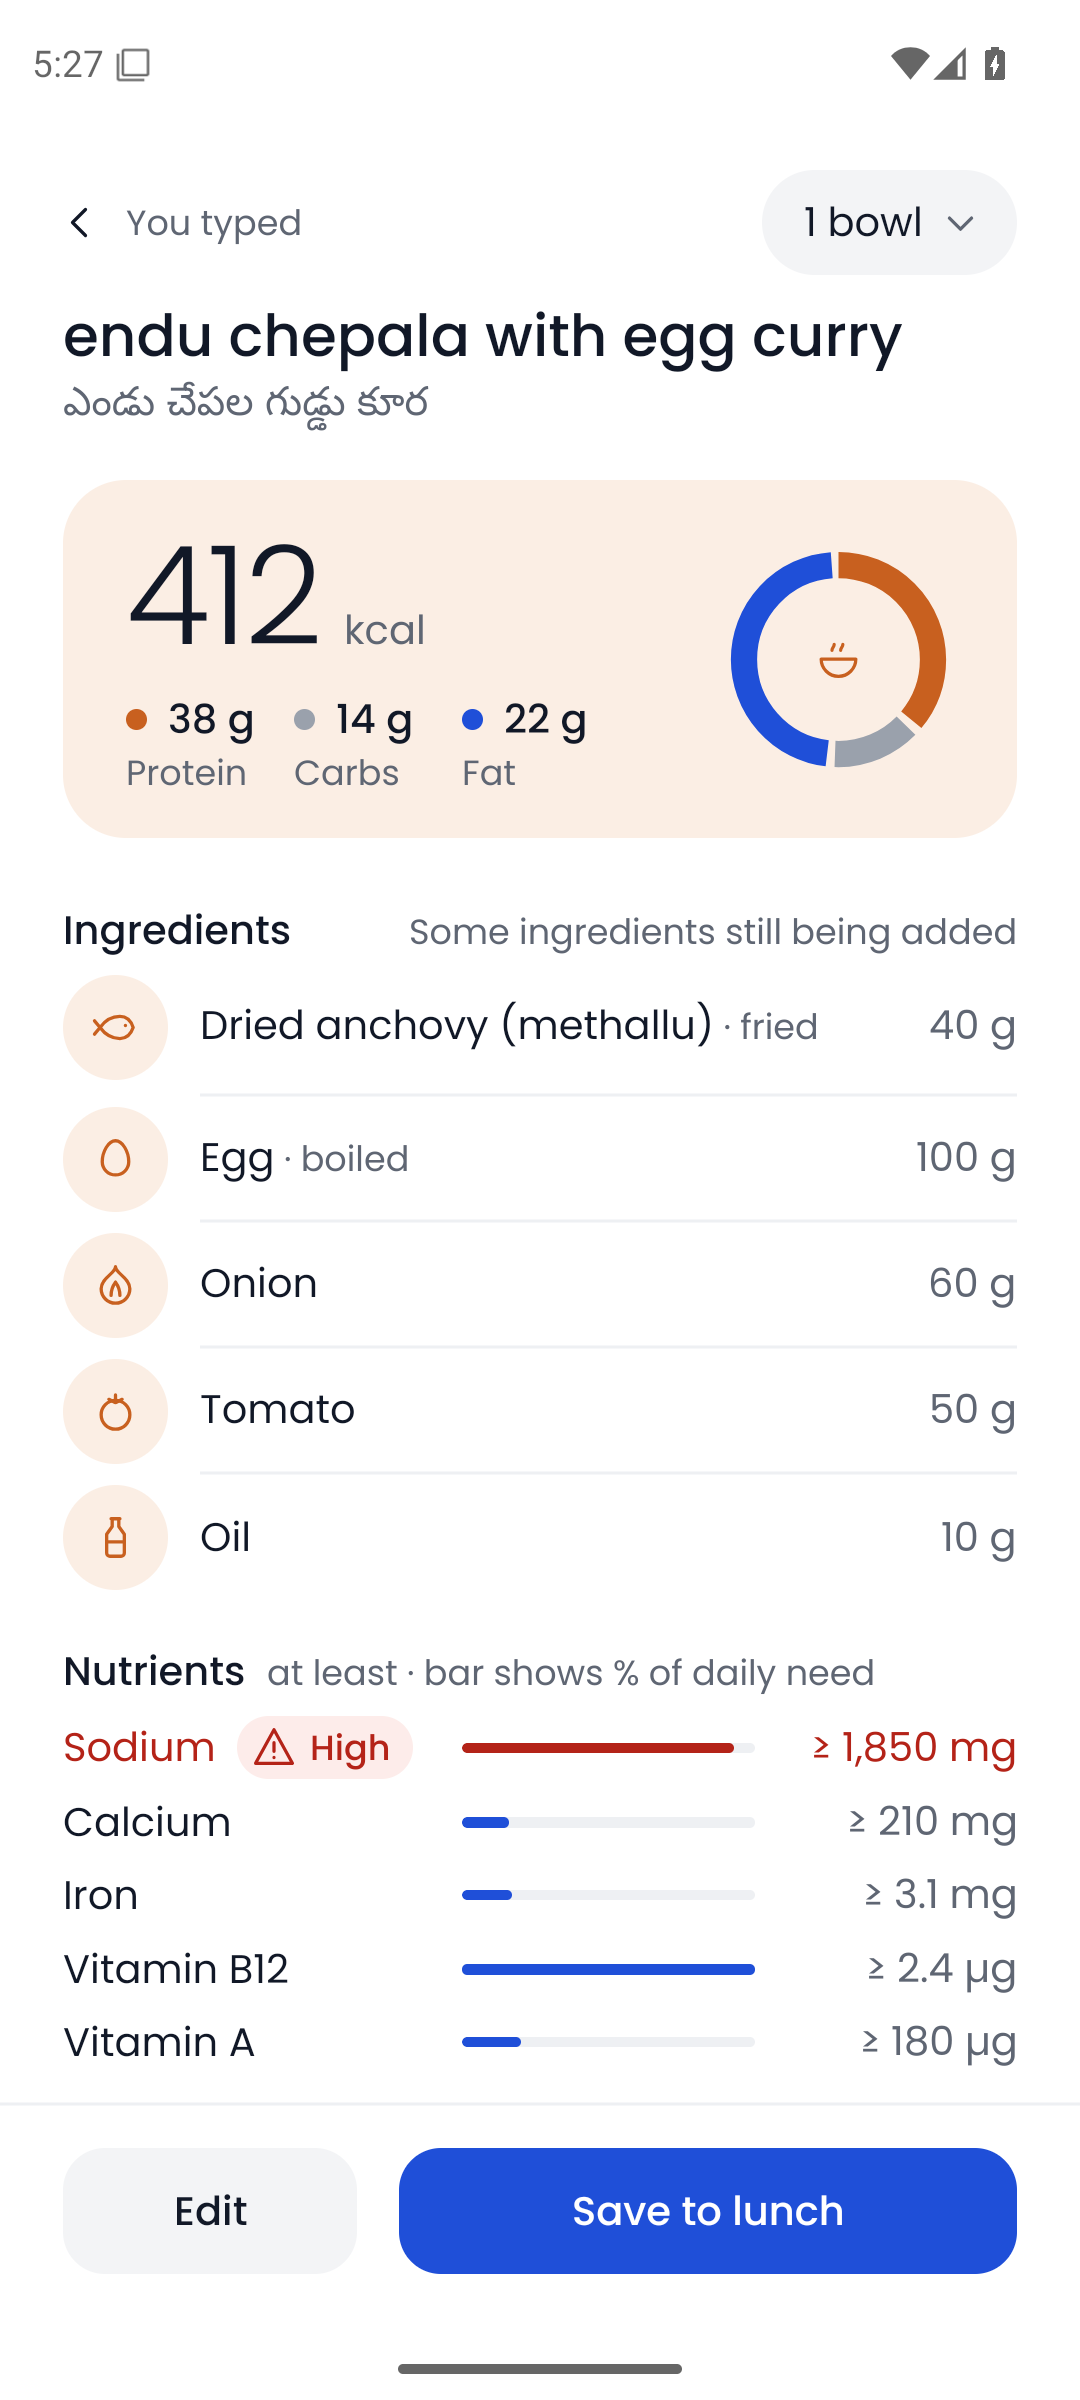 5:27
You typed
1 bowl
endu chepala with egg curry
ఎండు చేపల గుడ్డు కూర
412 kcal
38 g 14 g 22 g
Protein Carbs Fat
Ingredients Some ingredients still being added
Dried anchovy (methallu) · fried 40 g
Egg · boiled 100 g
Onion 60 g
Tomato 50 g
Oil 10 g
Nutrients at least · bar shows % of daily need
Sodium High ≥ 1,850 mg
Calcium ≥ 210 mg
Iron ≥ 3.1 mg
Vitamin B12 ≥ 2.4 µg
Vitamin A ≥ 180 µg
Edit Save to lunch